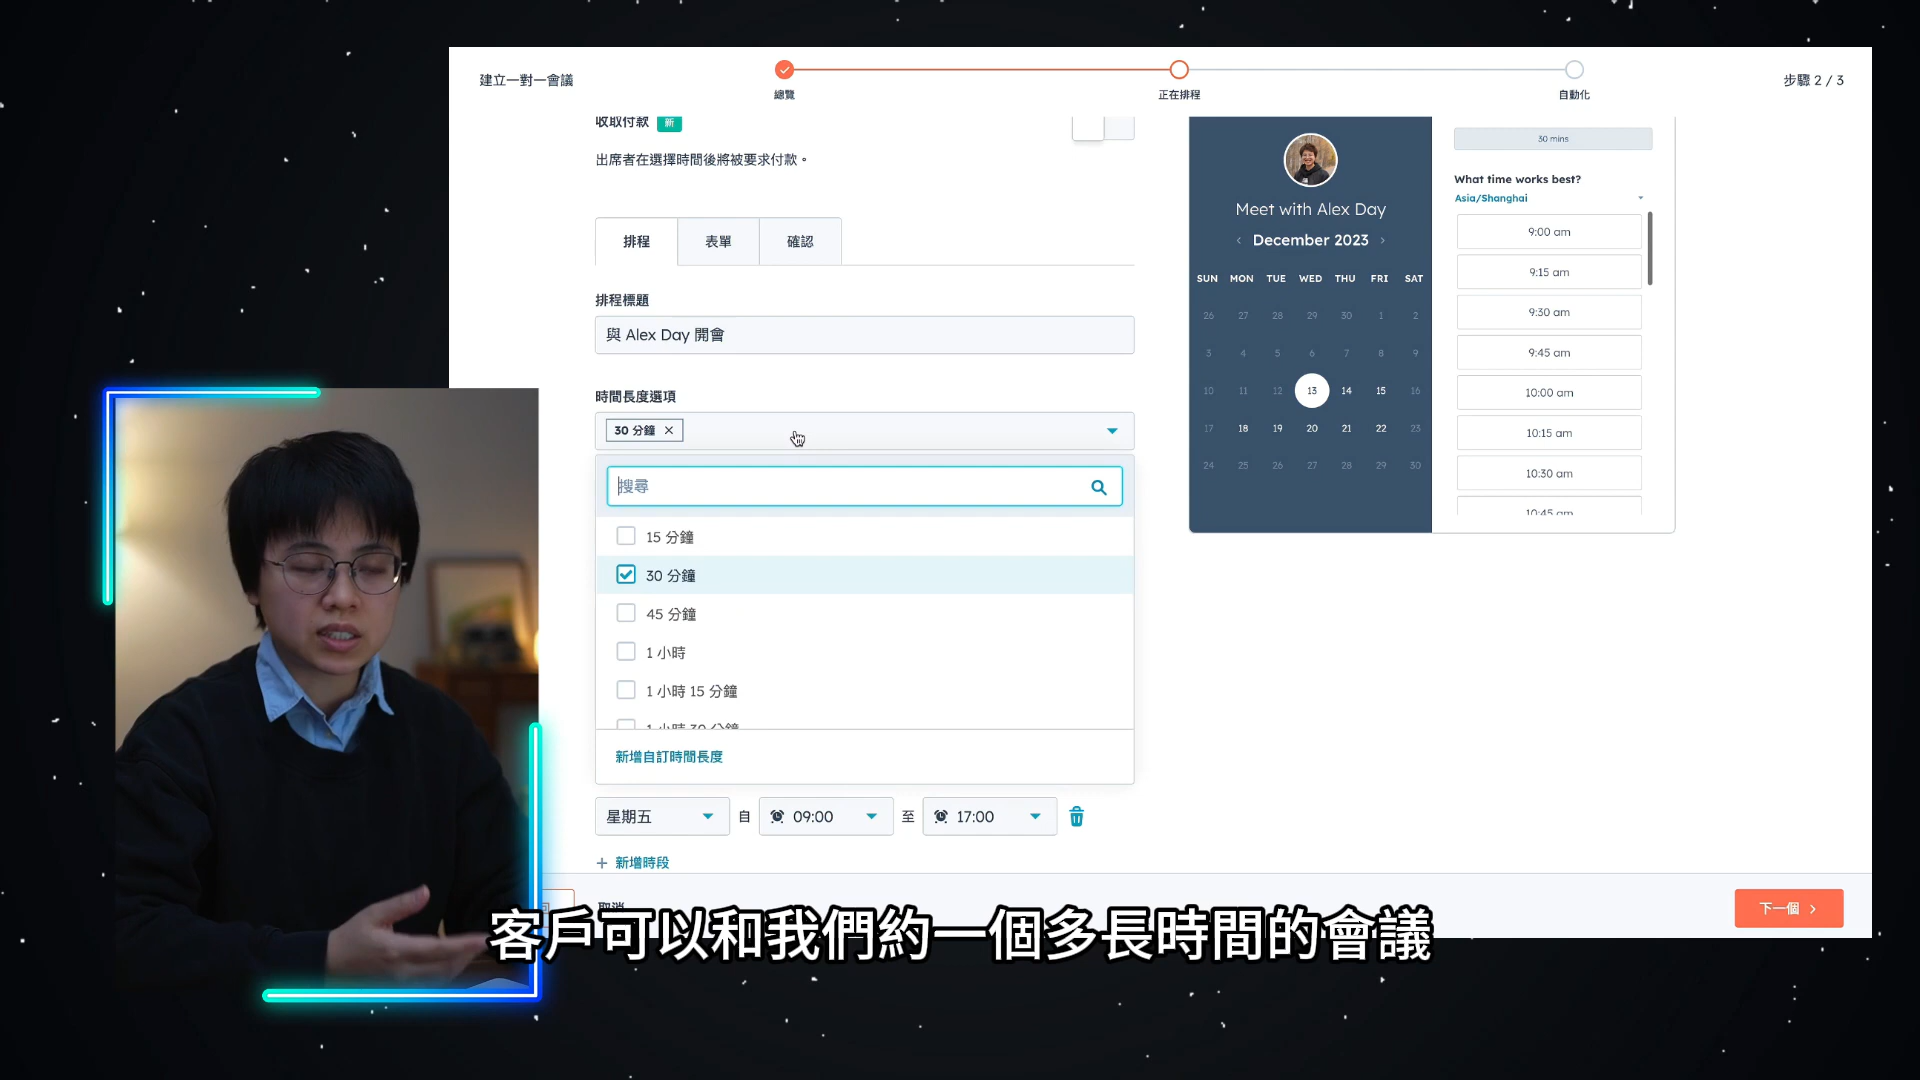 建立一對一會議
總覽
正在排程
自動化
步驟 2 / 3
收取付款 新
出席者在選擇時間後將被要求付款。
排程
表單
確認
排程標題
與 Alex Day 開會
時間長度選項
30 分鐘
搜尋
15 分鐘
30 分鐘
45 分鐘
1 小時
1 小時 15 分鐘
1 小時 30 分鐘
新增自訂時間長度
星期五 自 09:00 至 17:00
新增時段
取消
下一個
Meet with Alex Day
December 2023
SUN MON TUE WED THU FRI SAT
26 27 28 29 30 1 2
3 4 5 6 7 8 9
10 11 12 13 14 15 16
17 18 19 20 21 22 23
24 25 26 27 28 29 30
30 mins
What time works best?
Asia/Shanghai
9:00 am
9:15 am
9:30 am
9:45 am
10:00 am
10:15 am
10:30 am
10:45 am
客戶可以和我們約一個多長時間的會議